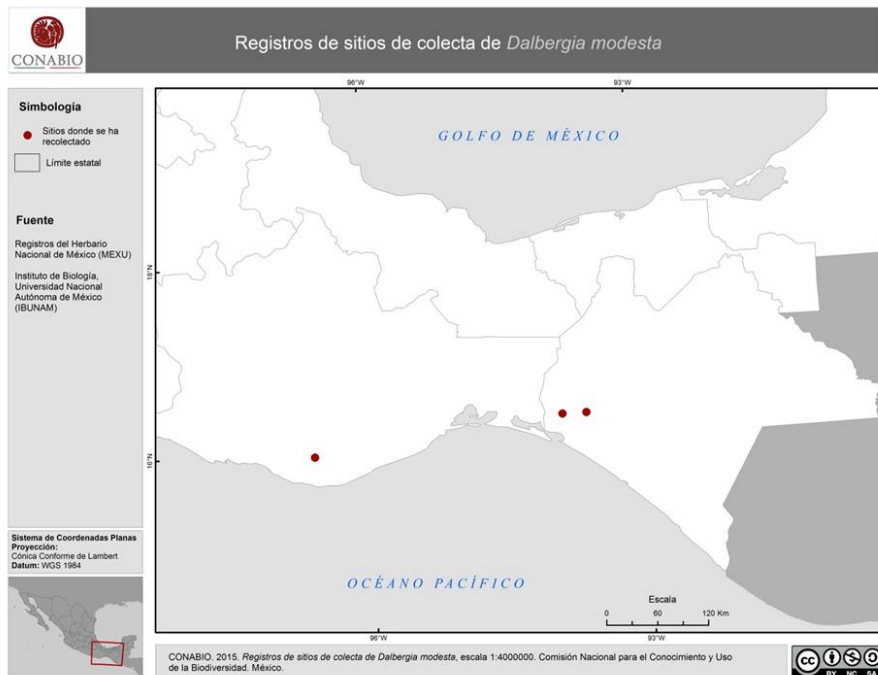 CONABIO
Registros de sitios de colecta de Dalbergia modesta
Simbología
Sitios donde se ha
recolectado
Límite estatal
Fuente
Registros del Herbario
Nacional de México (MEXU)
Instituto de Biología,
Universidad Nacional
Autónoma de México
(IBUNAM)
Sistema de Coordenadas Planas
Proyección:
Cónica Conforme de Lambert
Datum: WGS 1984
96°W
93°W
GOLFO DE MÉXICO
18°N
16°N
OCÉANO PACÍFICO
Escala
0 60 120 Km
96°W
93°W
CONABIO. 2015. Registros de sitios de colecta de Dalbergia modesta, escala 1:4000000. Comisión Nacional para el Conocimiento y Uso
de la Biodiversidad. México.
cc
BY NC SA